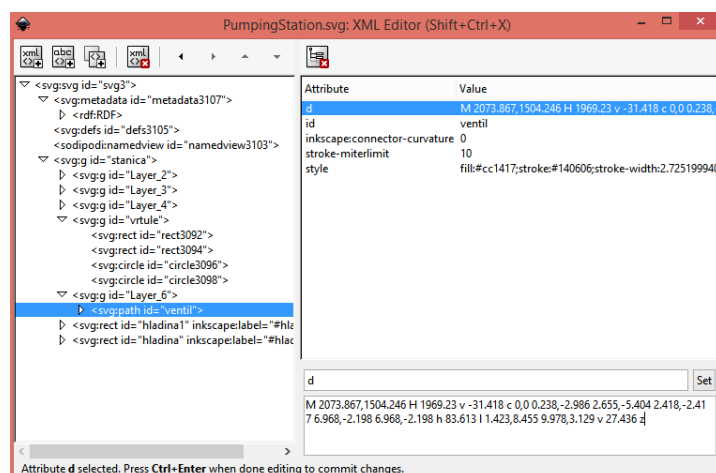 PumpingStation.svg: XML Editor (Shift+Ctrl+X)
<svg:svg id="svg3">
<svg:metadata id="metadata3107">
<rdf:RDF>
<svg:defs id="defs3105">
<sodipodi:namedview id="namedview3103">
<svg:g id="stanica">
<svg:g id="Layer_2">
<svg:g id="Layer_3">
<svg:g id="Layer_4">
<svg:g id="vrtule">
<svg:rect id="rect3092">
<svg:rect id="rect3094">
<svg:circle id="circle3096">
<svg:circle id="circle3098">
<svg:g id="Layer_6">
<svg:path id="ventil">
<svg:rect id="hladina1" inkscape:label="#hla
<svg:rect id="hladina" inkscape:label="#hlac
Attribute Value
d M 2073.867,1504.246 H 1969.23 v -31.418 c 0,0 0.238,
id ventil
inkscape:connector-curvature 0
stroke-miterlimit 10
style fill:#cc1417;stroke:#140606;stroke-width:2.725199940
d Set
M 2073.867,1504.246 H 1969.23 v -31.418 c 0,0 0.238,-2.986 2.655,-5.404 2.418,-2.41
7 6.968,-2.198 6.968,-2.198 h 83.613 l 1.423,8.455 9.978,3.129 v 27.436 z
Attribute d selected. Press Ctrl+Enter when done editing to commit changes.